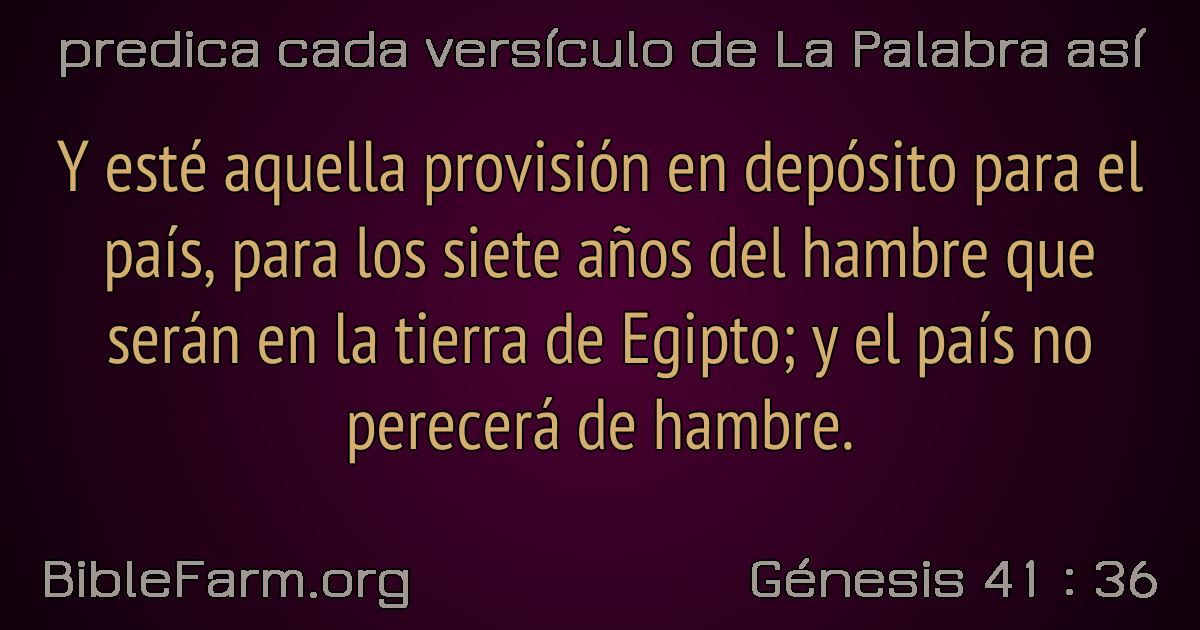 predica cada versículo de La Palabra así
Y esté aquella provisión en depósito para el
país, para los siete años del hambre que
serán en la tierra de Egipto; y el país no
perecerá de hambre.
BibleFarm.org
Génesis 41 : 36